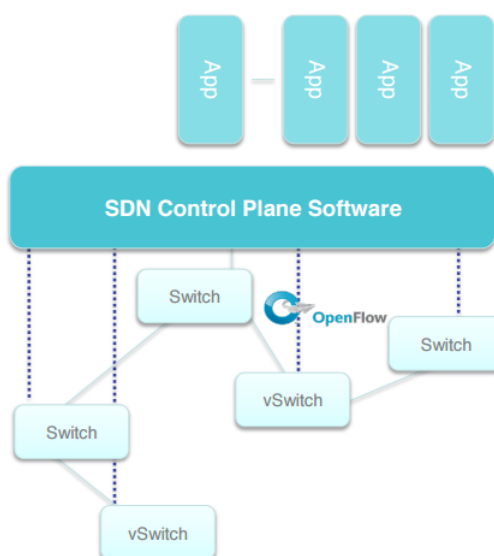 App
App
App
App
SDN Control Plane Software
Switch
OpenFlow
Switch
vSwitch
Switch
vSwitch